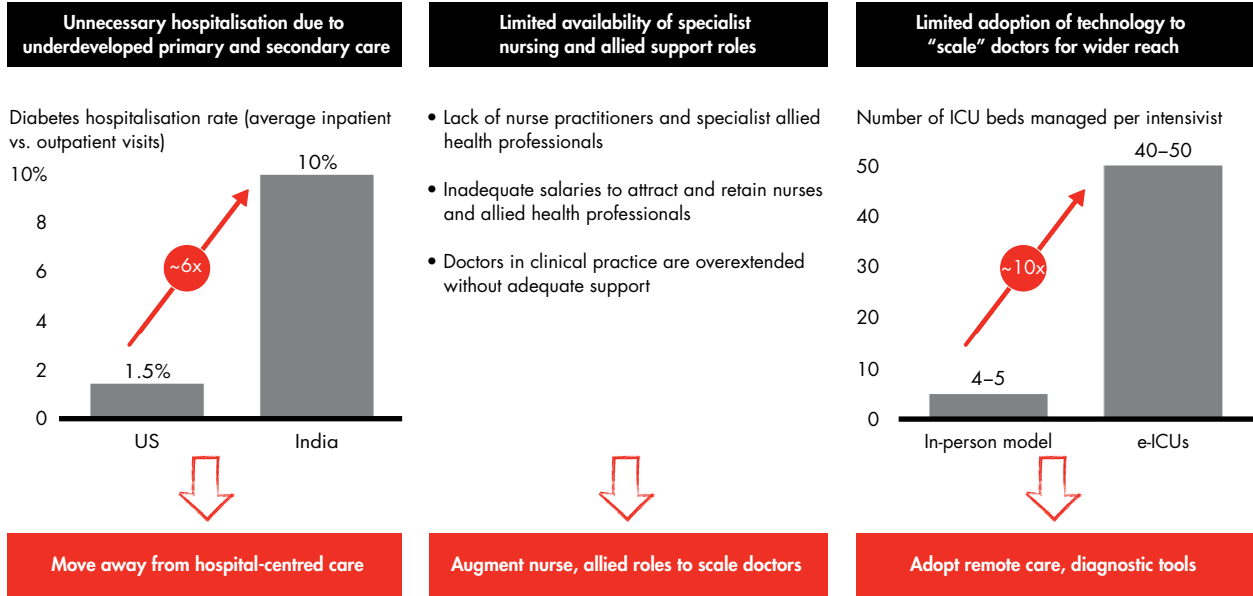 Unnecessary hospitalisation due to
underdeveloped primary and secondary care
Diabetes hospitalisation rate (average inpatient
vs. outpatient visits)
10%
8
6
4
2
0
10%
~6x
1.5%
US
India
Move away from hospital-centred care
Limited availability of specialist
nursing and allied support roles
• Lack of nurse practitioners and specialist allied
health professionals
• Inadequate salaries to attract and retain nurses
and allied health professionals
• Doctors in clinical practice are overextended
without adequate support
Augment nurse, allied roles to scale doctors
Limited adoption of technology to
“scale” doctors for wider reach
Number of ICU beds managed per intensivist
50
40
30
20
10
0
40–50
~10x
4–5
In-person model
e-ICUs
Adopt remote care, diagnostic tools